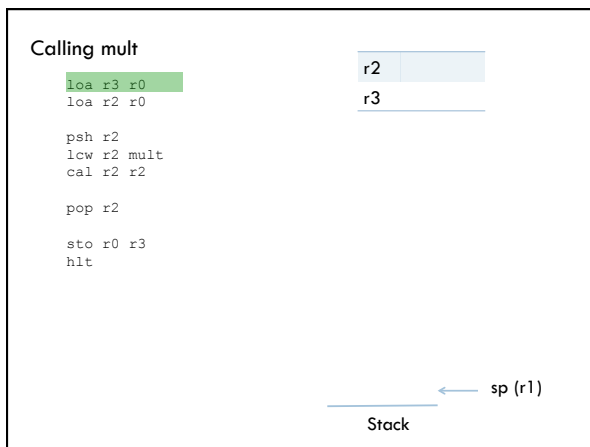 Calling mult
loa r3 r0
loa r2 r0
psh r2
lcw r2 mult
cal r2 r2
pop r2
sto r0 r3
hlt
r2
r3
sp (r1)
Stack